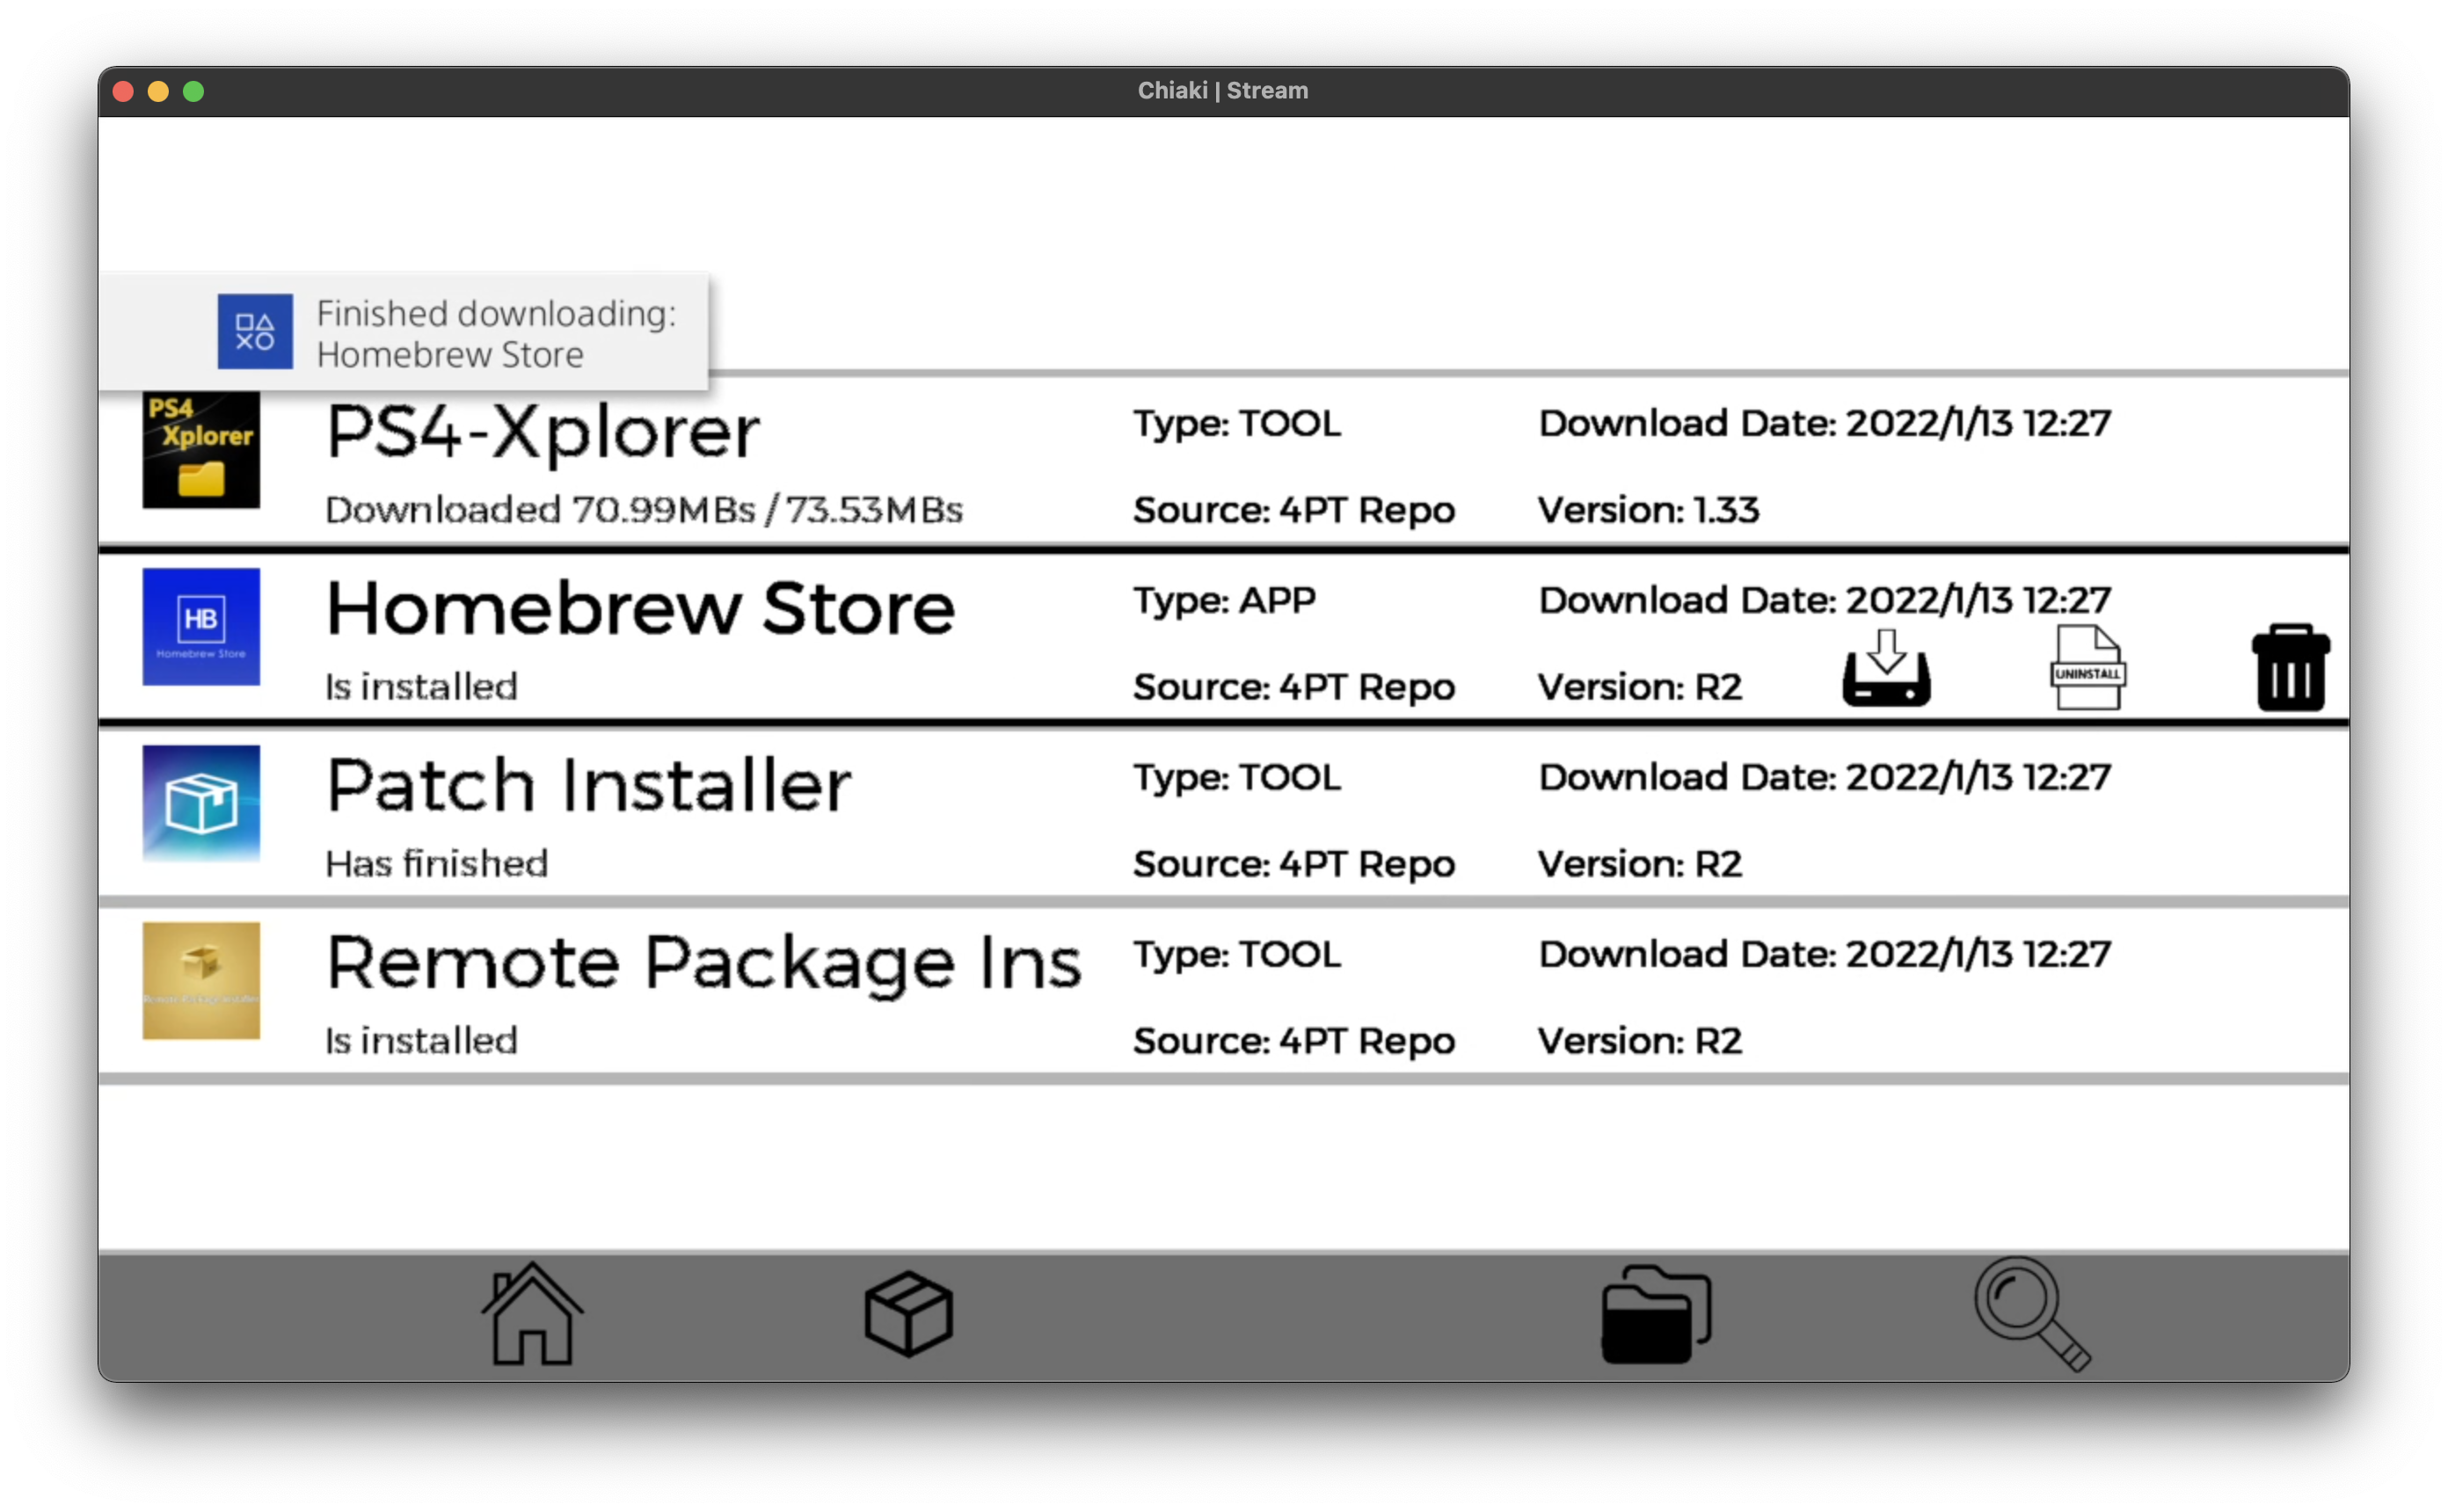 Chiaki | Stream
Finished downloading:
Homebrew Store
PS4
Xplorer
PS4-Xplorer
Type: TOOL
Download Date: 2022/1/13 12:27
Downloaded 70.99MBs / 73.53MBs
Source: 4PT Repo
Version: 1.33
HB
Homebrew Store
Homebrew Store
Type: APP
Download Date: 2022/1/13 12:27
Is installed
Source: 4PT Repo
Version: R2
UNINSTALL
Patch Installer
Type: TOOL
Download Date: 2022/1/13 12:27
Has finished
Source: 4PT Repo
Version: R2
Remote Package Installer
Remote Package Ins
Type: TOOL
Download Date: 2022/1/13 12:27
Is installed
Source: 4PT Repo
Version: R2